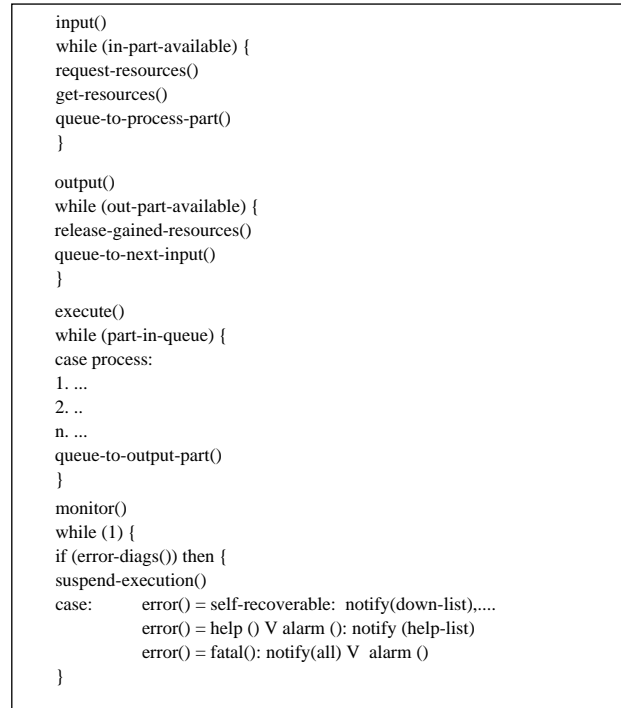 input()
while (in-part-available) {
request-resources()
get-resources()
queue-to-process-part()
}
output()
while (out-part-available) {
release-gained-resources()
queue-to-next-input()
}
execute()
while (part-in-queue) {
case process:
1. ...
2. ..
n. ...
queue-to-output-part()
}
monitor()
while (1) {
if (error-diags()) then {
suspend-execution()
case: error() = self-recoverable: notify(down-list),....
error() = help () V alarm (): notify (help-list)
error() = fatal(): notify(all) V alarm ()
}